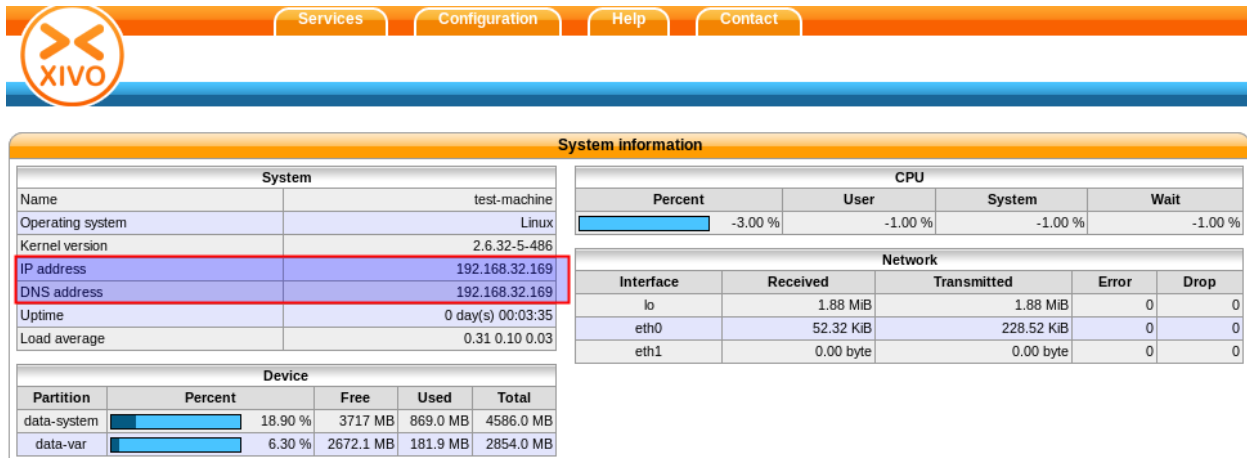 Services Configuration Help Contact
XIVO
System information
System
Name test-machine
Operating system Linux
Kernel version 2.6.32-5-486
IP address 192.168.32.169
DNS address 192.168.32.169
Uptime 0 day(s) 00:03:35
Load average 0.31 0.10 0.03
Device
Partition Percent Free Used Total
data-system 18.90 % 3717 MB 869.0 MB 4586.0 MB
data-var 6.30 % 2672.1 MB 181.9 MB 2854.0 MB
CPU
Percent User System Wait
-3.00 % -1.00 % -1.00 % -1.00 %
Network
Interface Received Transmitted Error Drop
lo 1.88 MiB 1.88 MiB 0 0
eth0 52.32 KiB 228.52 KiB 0 0
eth1 0.00 byte 0.00 byte 0 0